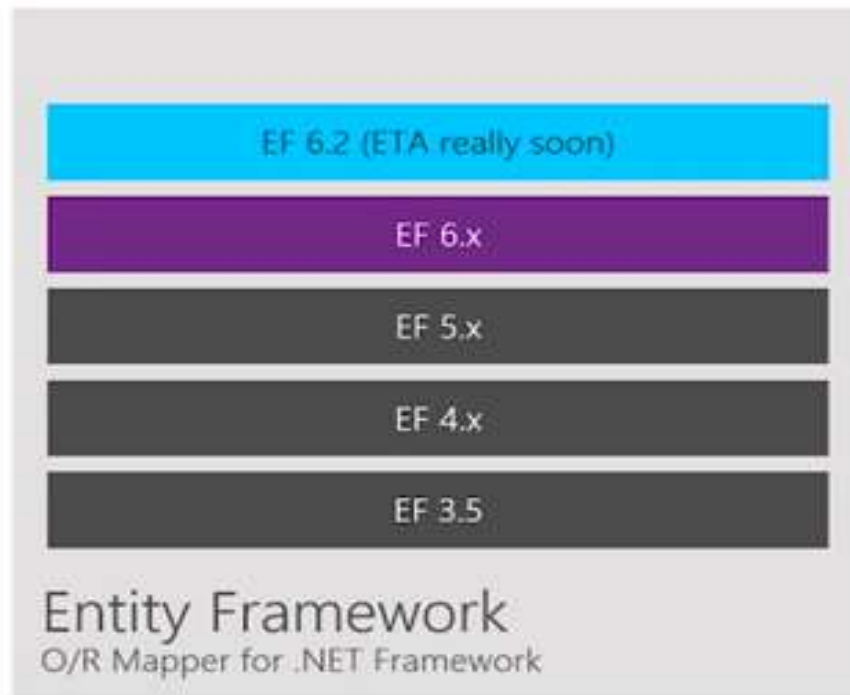 EF 6.2 (ETA really soon)
EF 6.x
EF 5.x
EF 4.x
EF 3.5
Entity Framework
O/R Mapper for .NET Framework